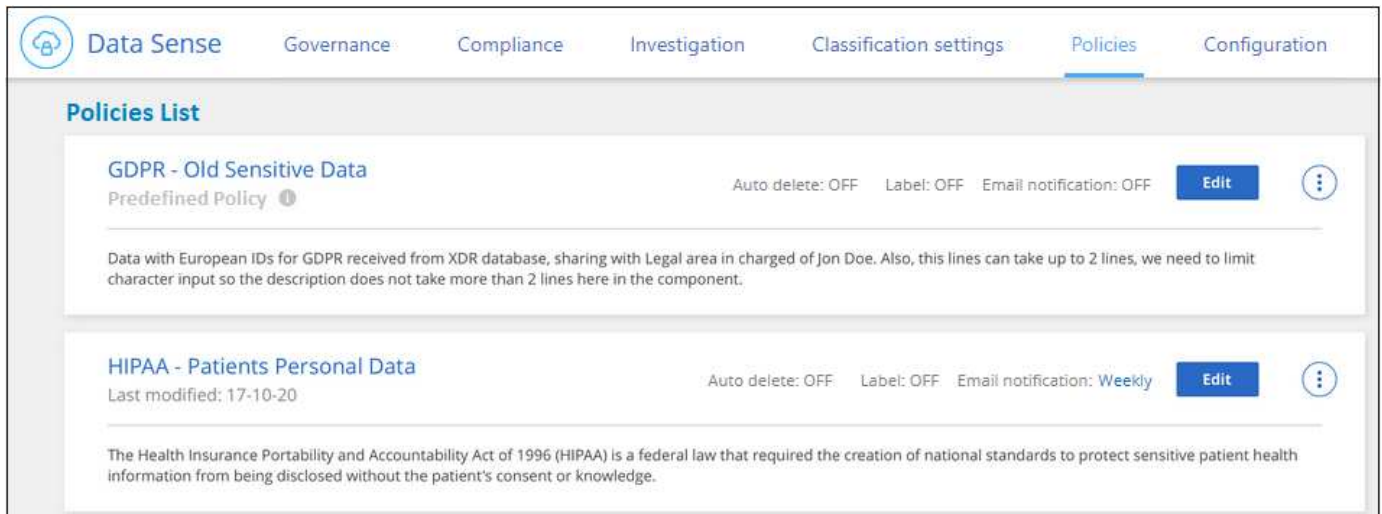 Data Sense Governance Compliance Investigation Classification settings Policies Configuration
Policies List
GDPR - Old Sensitive Data
Predefined Policy
Auto delete: OFF Label: OFF Email notification: OFF Edit
Data with European IDs for GDPR received from XDR database, sharing with Legal area in charged of Jon Doe. Also, this lines can take up to 2 lines, we need to limit
character input so the description does not take more than 2 lines here in the component.
HIPAA - Patients Personal Data
Last modified: 17-10-20
Auto delete: OFF Label: OFF Email notification: Weekly Edit
The Health Insurance Portability and Accountability Act of 1996 (HIPAA) is a federal law that required the creation of national standards to protect sensitive patient health
information from being disclosed without the patient's consent or knowledge.